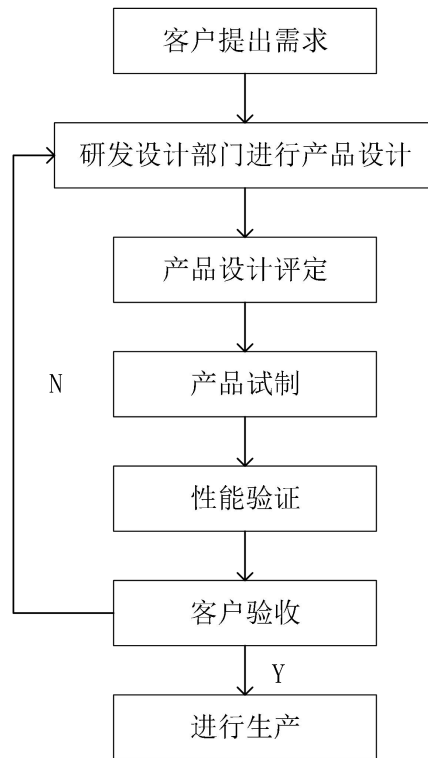 客户提出需求
研发设计部门进行产品设计
产品设计评定
N
产品试制
性能验证
客户验收
Y
进行生产